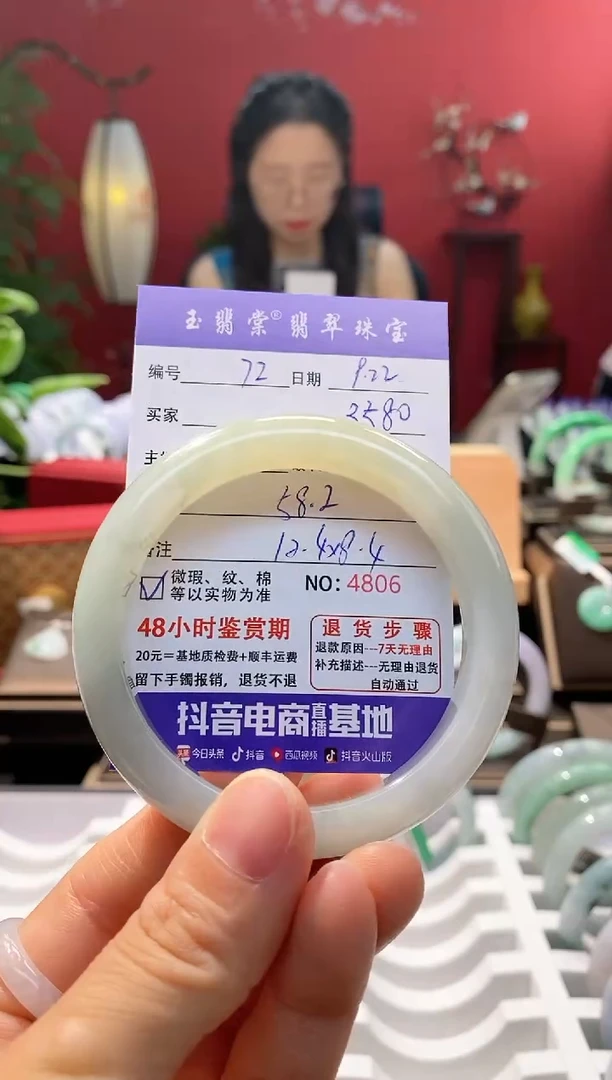 玉翡棠®翡翠珠宝
编号 72 日期 9.22
买家 3580
58.2
备注 12.4x8.4
微瑕、纹、棉
等以实物为准
NO: 4806
48小时鉴赏期
20元=基地质检费+顺丰运费
留下手镯报销，退货不退
退货步骤
退款原因---7天无理由
补充描述---无理由退货
自动通过
抖音电商直播基地
头条 今日头条 抖音 西瓜视频 抖音火山版